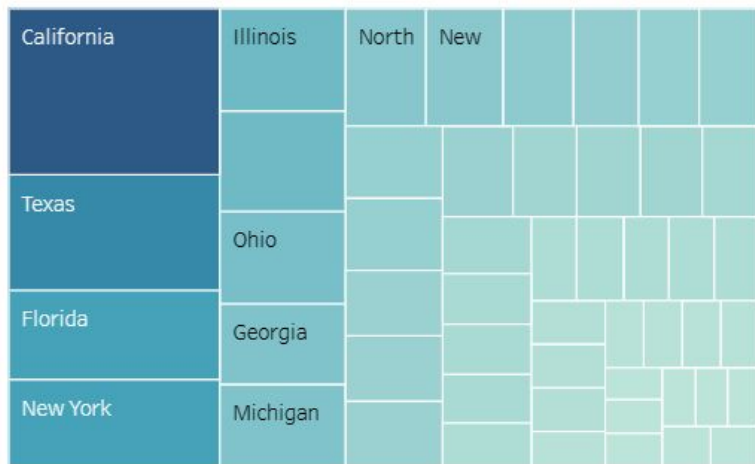 California
Texas
Florida
New York
Illinois
Ohio
Georgia
Michigan
North
New